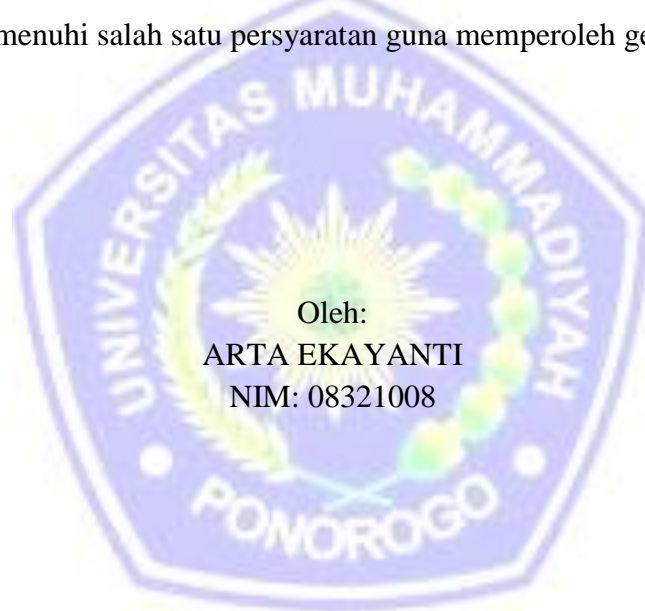 menuhi salah satu persyaratan guna memperoleh ge
UNIVERSITAS MUHAMMADIYAH
Oleh:
ARTA EKAYANTI
NIM: 08321008
PONOROGO